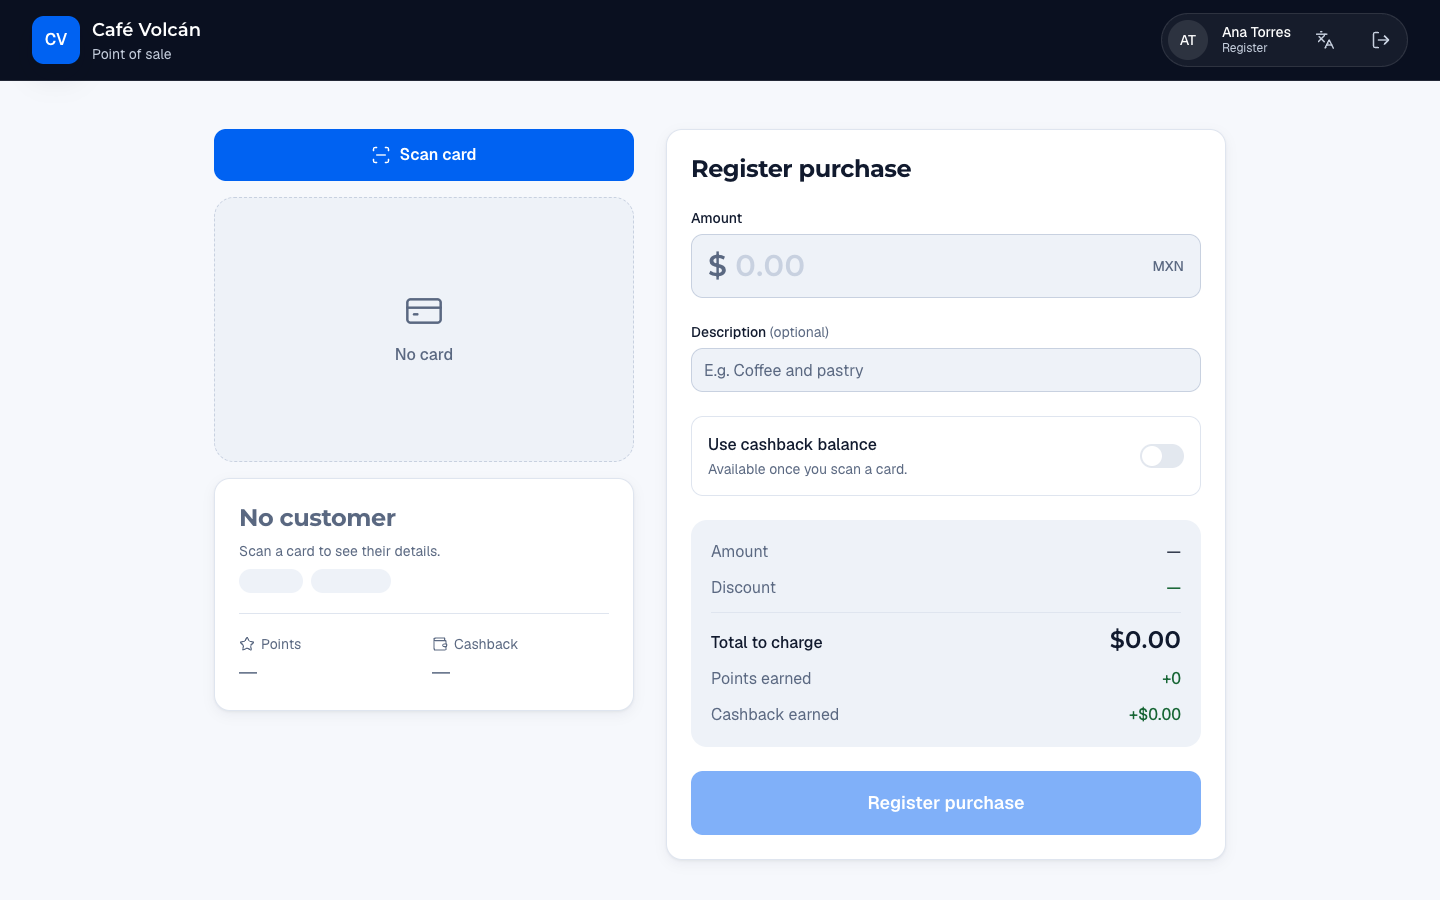 CV
Café Volcán
Point of sale
AT
Ana Torres
Register
Scan card
No card
No customer
Scan a card to see their details.
Points
—
Cashback
—
Register purchase
Amount
$ 0.00 MXN
Description (optional)
E.g. Coffee and pastry
Use cashback balance
Available once you scan a card.
Amount —
Discount —
Total to charge $0.00
Points earned +0
Cashback earned +$0.00
Register purchase